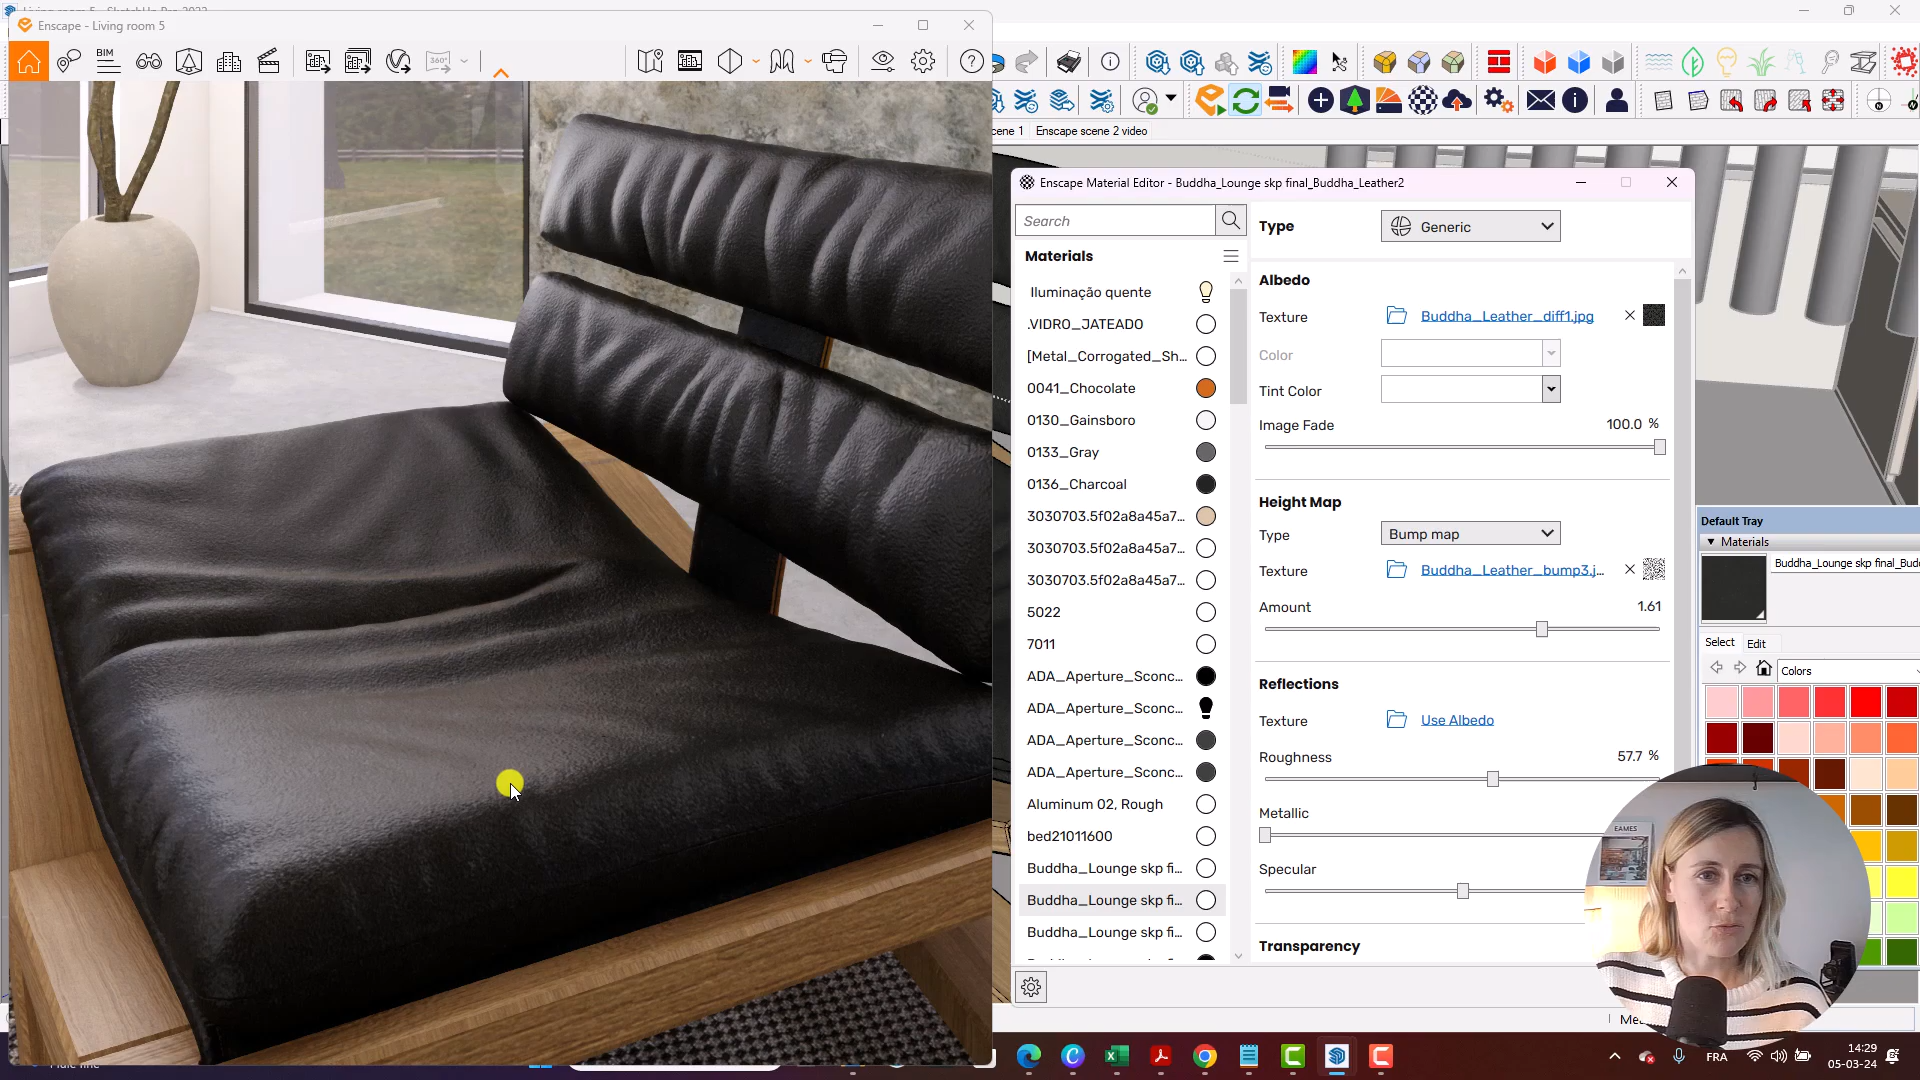 Enscape - Living room 5
BIM
360°
cene 1
Enscape scene 2 video
Enscape Material Editor - Buddha_Lounge skp final_Buddha_Leather2
Search
Materials
Iluminação quente
.VIDRO_JATEADO
[Metal_Corrogated_Sh...
0041_Chocolate
0130_Gainsboro
0133_Gray
0136_Charcoal
3030703.5f02a8a45a7...
3030703.5f02a8a45a7...
3030703.5f02a8a45a7...
5022
7011
ADA_Aperture_Sconc...
ADA_Aperture_Sconc...
ADA_Aperture_Sconc...
ADA_Aperture_Sconc...
Aluminum 02, Rough
bed21011600
Buddha_Lounge skp fi...
Buddha_Lounge skp fi...
Buddha_Lounge skp fi...
Type
Generic
Albedo
Texture
Buddha_Leather_diff1.jpg
Color
Tint Color
Image Fade
100.0 %
Height Map
Type
Bump map
Texture
Buddha_Leather_bump3.j...
Amount
1.61
Reflections
Texture
Use Albedo
Roughness
57.7 %
Metallic
Specular
Transparency
Default Tray
Materials
Buddha_Lounge skp final_Bud
Select
Edit
Colors
EAMES
Me
FRA
14:29
05-03-24